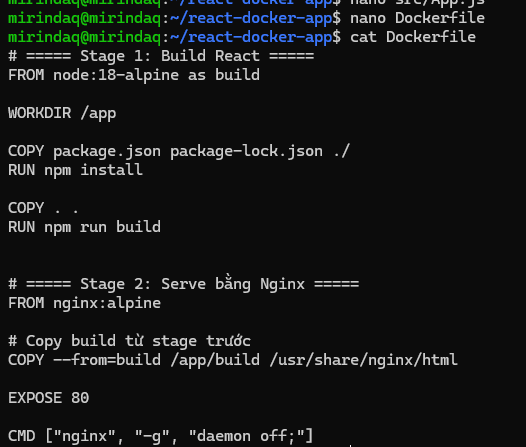 mirindaq@mirindaq:~/react-docker-app$ nano src/App.js
mirindaq@mirindaq:~/react-docker-app$ nano Dockerfile
mirindaq@mirindaq:~/react-docker-app$ cat Dockerfile
# ===== Stage 1: Build React =====
FROM node:18-alpine as build
WORKDIR /app
COPY package.json package-lock.json ./
RUN npm install
COPY . .
RUN npm run build
# ===== Stage 2: Serve bằng Nginx =====
FROM nginx:alpine
# Copy build từ stage trước
COPY --from=build /app/build /usr/share/nginx/html
EXPOSE 80
CMD ["nginx", "-g", "daemon off;"]